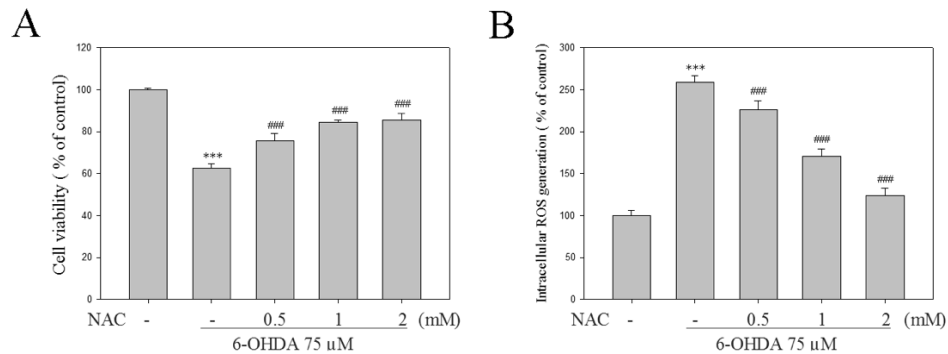 A
Cell viability ( % of control)
120
100
80
60
40
20
0
***
###
###
###
NAC - - 0.5 1 2 (mM)
6-OHDA 75 µM
B
Intracellular ROS generation ( % of control)
300
250
200
150
100
50
0
***
###
###
###
NAC - - 0.5 1 2 (mM)
6-OHDA 75 µM